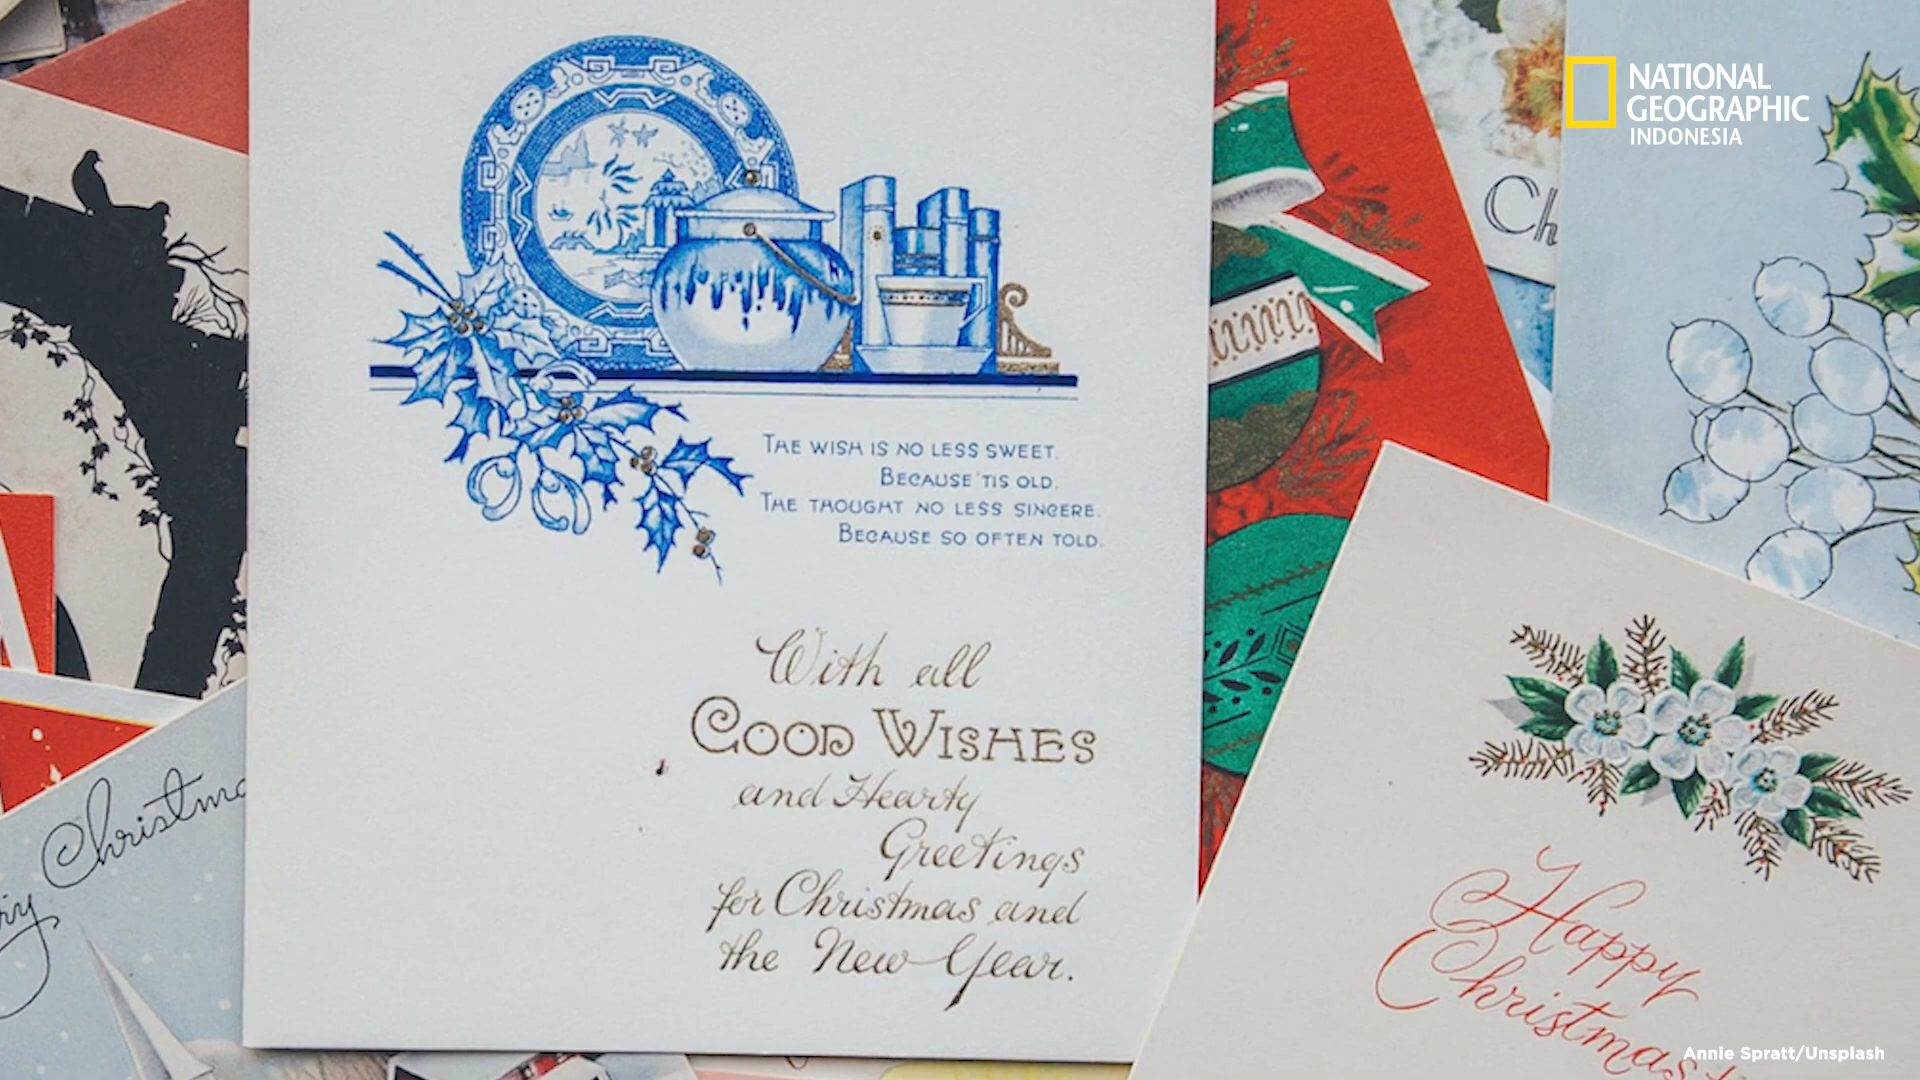 NATIONAL
GEOGRAPHIC
INDONESIA
Ch
THE WISH IS NO LESS SWEET.
BECAUSE 'TIS OLD.
THE THOUGHT NO LESS SINCERE.
BECAUSE SO OFTEN TOLD.
With all
GOOD WISHES
and Hearty
Greetings
for Christmas and
the New Year.
Christma
Happy
Christmas
Annie Spratt/Unsplash